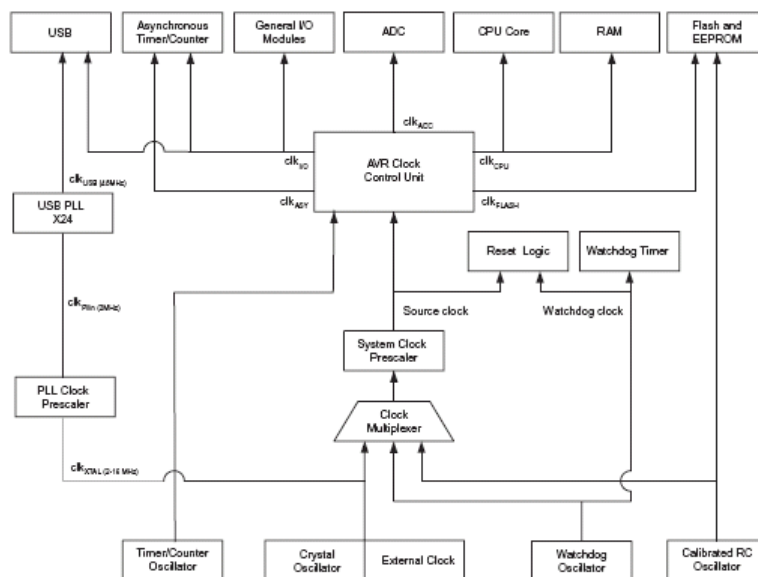 USB
Asynchronous
Timer/Counter
General I/O
Modules
ADC
CPU Core
RAM
Flash and
EEPROM
clkADC
clkI/O
AVR Clock
Control Unit
clkCPU
clkUSB (48MHz)
clkASY
clkFLASH
USB PLL
X24
Reset Logic
Watchdog Timer
clkPllin (2MHz)
Source clock
Watchdog clock
System Clock
Prescaler
PLL Clock
Prescaler
Clock
Multiplexer
clkXTAL (2-16 MHz)
Timer/Counter
Oscillator
Crystal
Oscillator
External Clock
Watchdog
Oscillator
Calibrated RC
Oscillator